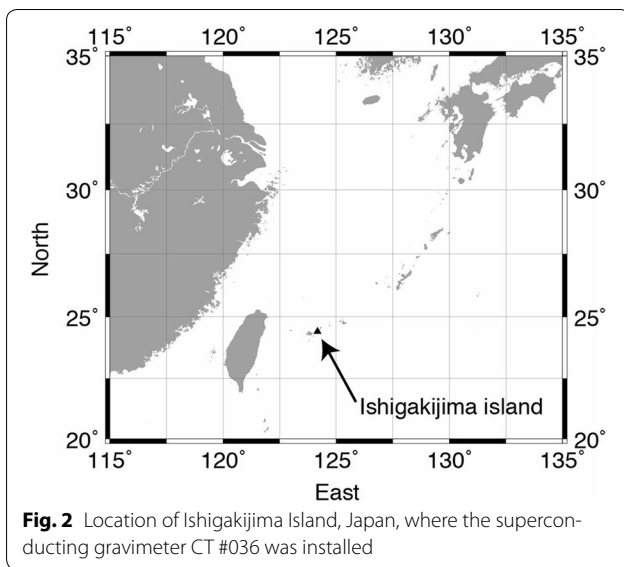 115° 120° 125° 130° 135°
35° 35°
30° 30°
North
25° 25°
Ishigakijima island
20° 20°
115° 120° 125° 130° 135°
East
Fig. 2 Location of Ishigakijima Island, Japan, where the supercon-
ducting gravimeter CT #036 was installed